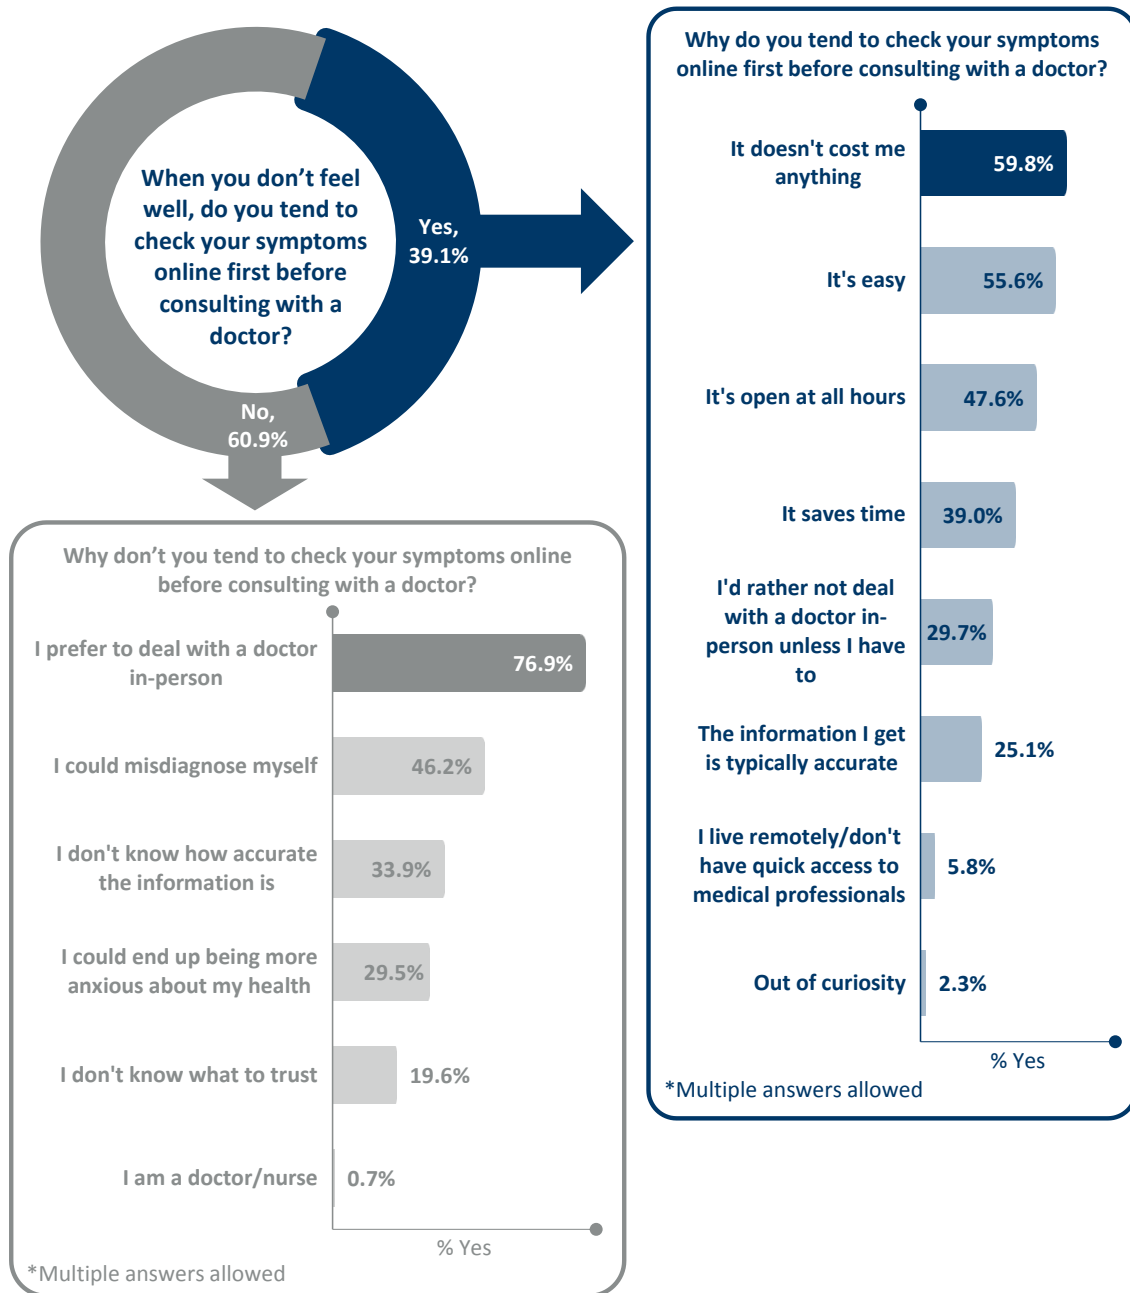 When you don’t feel
well, do you tend to
check your symptoms
online first before
consulting with a
doctor?
Yes,
39.1%
No,
60.9%
Why do you tend to check your symptoms
online first before consulting with a doctor?
It doesn't cost me
anything
59.8%
It's easy
55.6%
It's open at all hours
47.6%
It saves time
39.0%
I'd rather not deal
with a doctor in-
person unless I have
to
29.7%
The information I get
is typically accurate
25.1%
I live remotely/don't
have quick access to
medical professionals
5.8%
Out of curiosity
2.3%
% Yes
*Multiple answers allowed
Why don’t you tend to check your symptoms online
before consulting with a doctor?
I prefer to deal with a doctor
in-person
76.9%
I could misdiagnose myself
46.2%
I don't know how accurate
the information is
33.9%
I could end up being more
anxious about my health
29.5%
I don't know what to trust
19.6%
I am a doctor/nurse
0.7%
% Yes
*Multiple answers allowed